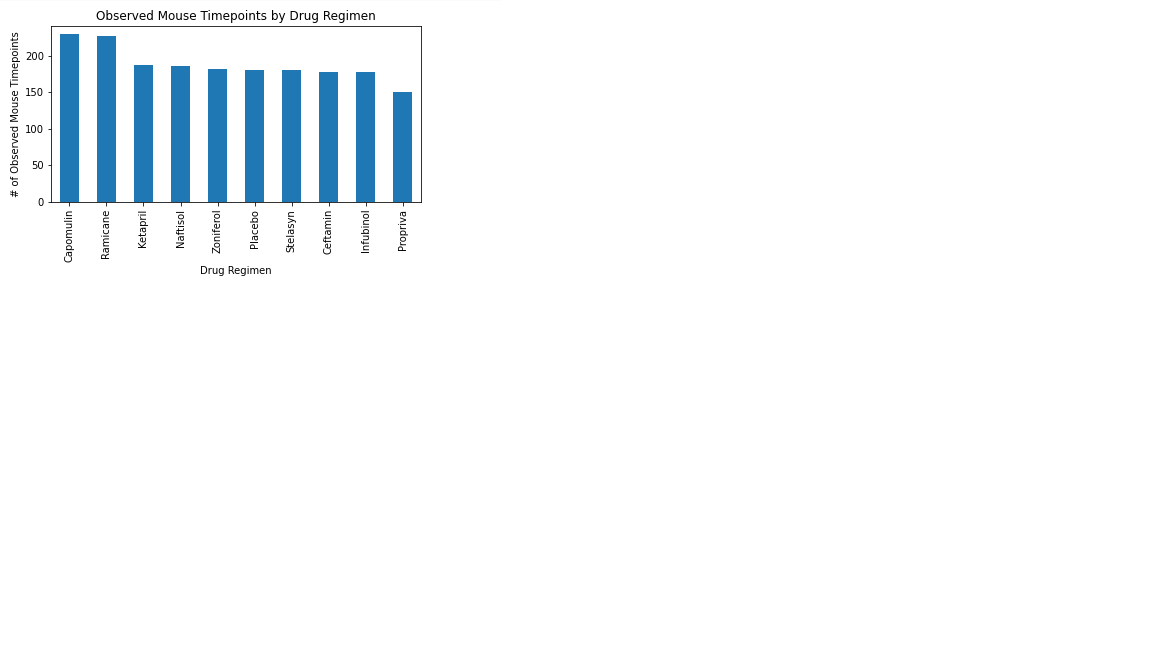 Observed Mouse Timepoints by Drug Regimen
# of Observed Mouse Timepoints
200
150
100
50
0
Capomulin
Ramicane
Ketapril
Naftisol
Zoniferol
Placebo
Stelasyn
Ceftamin
Infubinol
Propriva
Drug Regimen